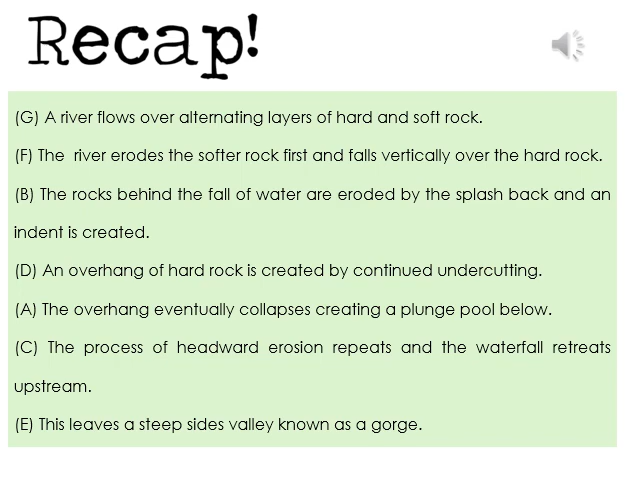 Recap!
(G) A river flows over alternating layers of hard and soft rock.
(F) The  river erodes the softer rock first and falls vertically over the hard rock.
(B) The rocks behind the fall of water are eroded by the splash back and an
indent is created.
(D) An overhang of hard rock is created by continued undercutting.
(A) The overhang eventually collapses creating a plunge pool below.
(C) The process of headward erosion repeats and the waterfall retreats
upstream.
(E) This leaves a steep sides valley known as a gorge.